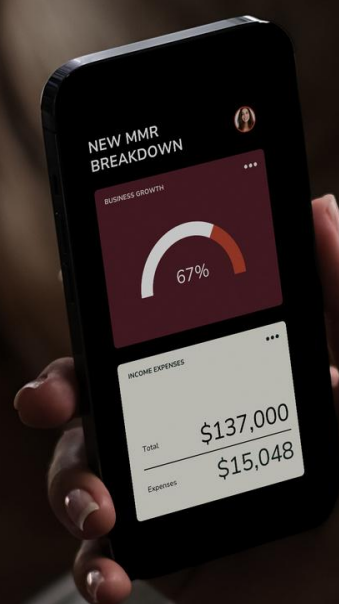 NEW MMR
BREAKDOWN
BUSINESS GROWTH
67%
INCOME EXPENSES
Total
$137,000
Expenses
$15,048